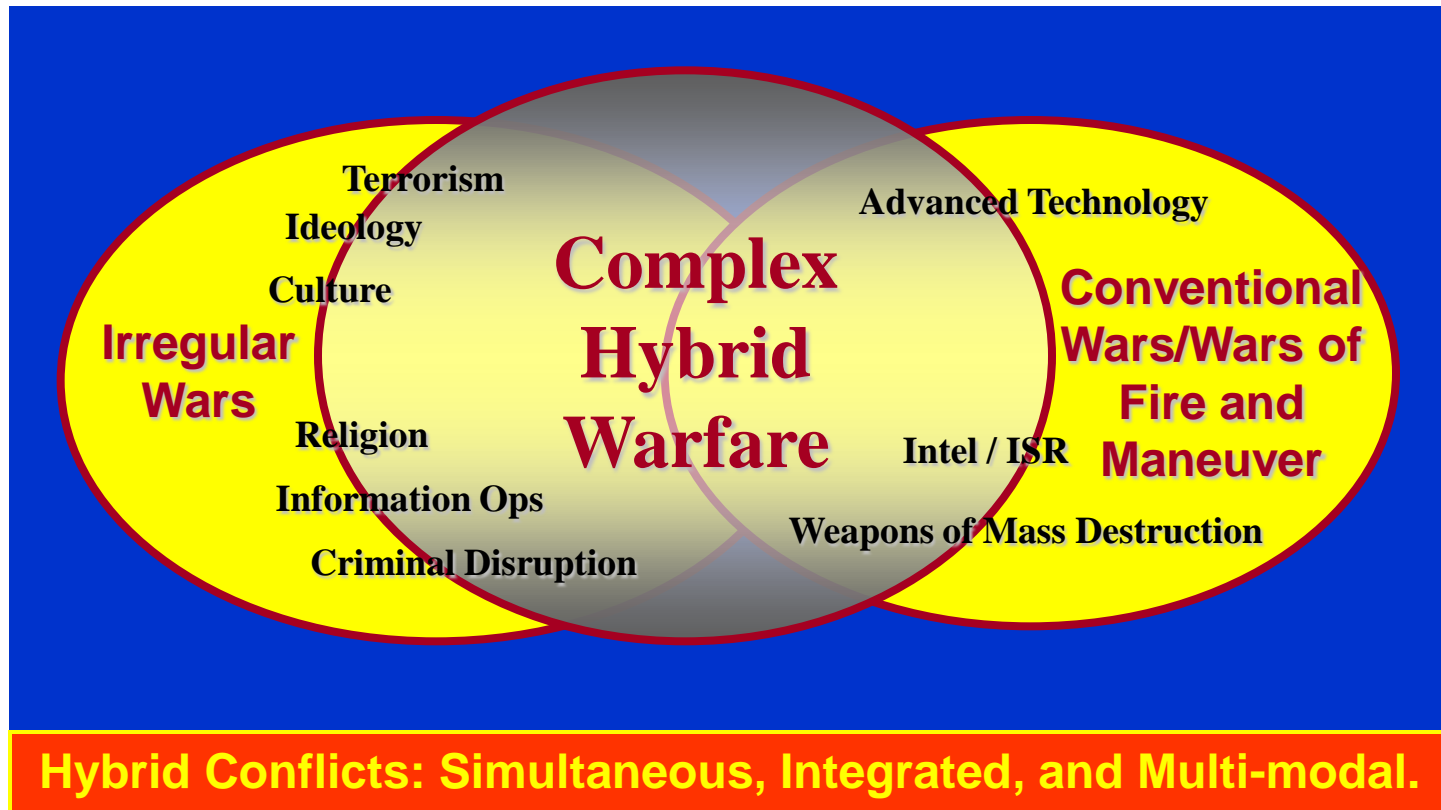 Terrorism
Ideology
Culture
Irregular
Wars
Religion
Information Ops
Criminal Disruption
Complex
Hybrid
Warfare
Advanced Technology
Conventional
Wars/Wars of
Fire and
Maneuver
Intel / ISR
Weapons of Mass Destruction
Hybrid Conflicts: Simultaneous, Integrated, and Multi-modal.